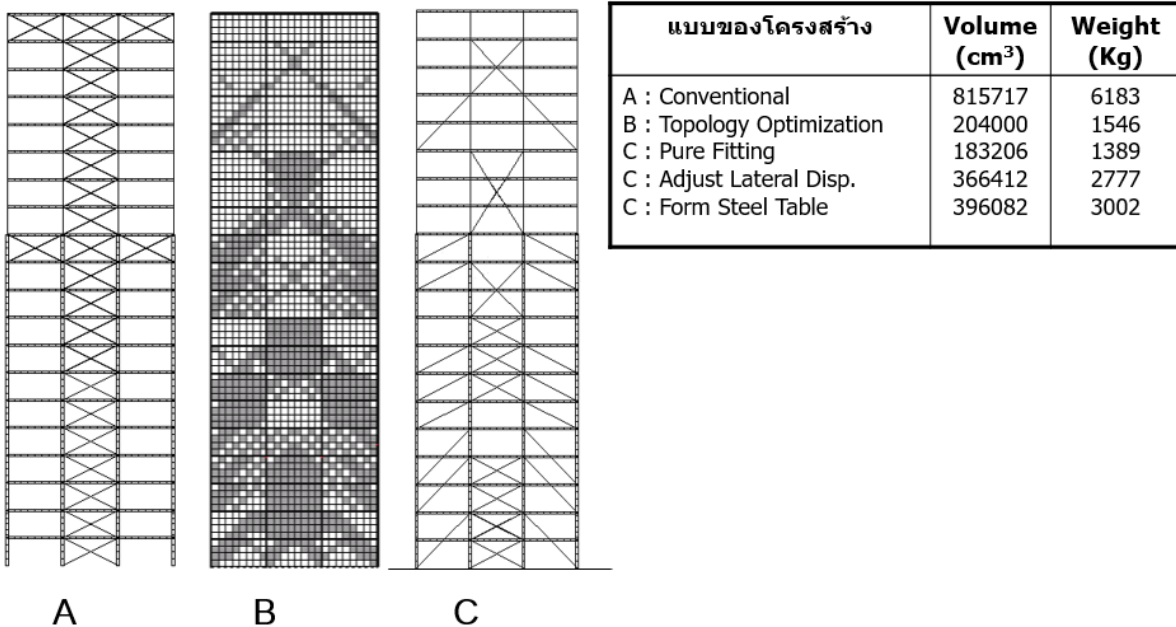 แบบของโครงสร้าง Volume (cm³) Weight (Kg)
A : Conventional 815717 6183
B : Topology Optimization 204000 1546
C : Pure Fitting 183206 1389
C : Adjust Lateral Disp. 366412 2777
C : Form Steel Table 396082 3002
A B C